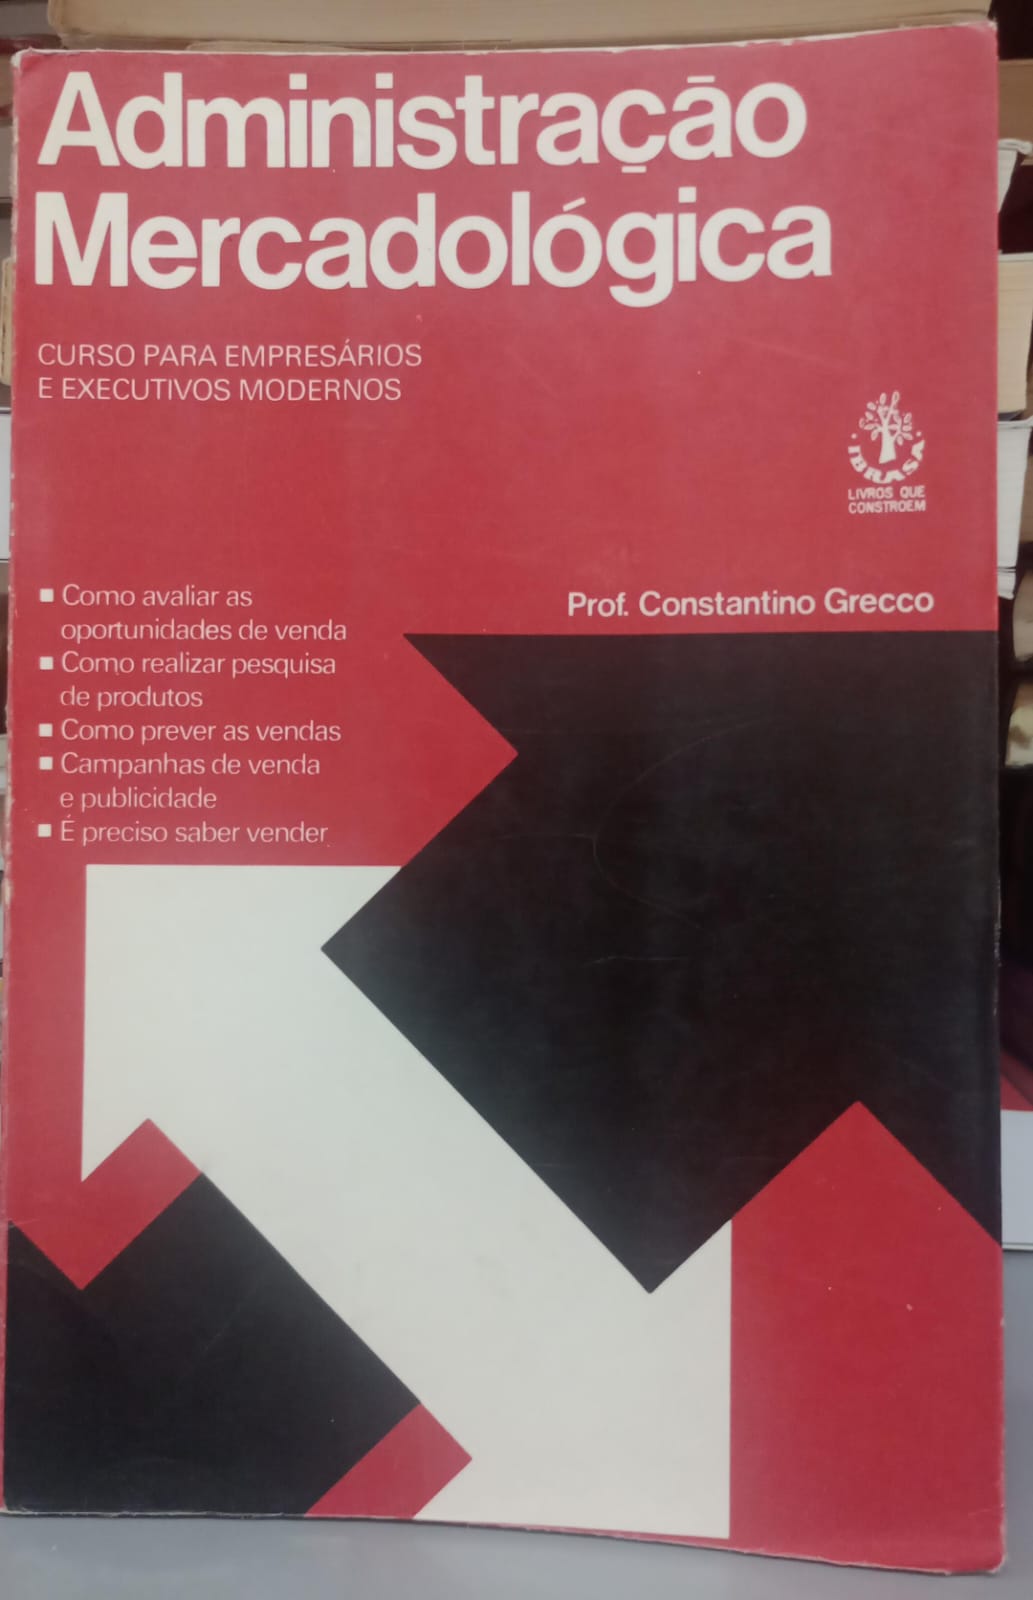 Administração
Mercadológica
CURSO PARA EMPRESÁRIOS
E EXECUTIVOS MODERNOS
IBRASA
LIVROS QUE
CONSTROEM
Prof. Constantino Grecco
▪ Como avaliar as
oportunidades de venda
▪ Como realizar pesquisa
de produtos
▪ Como prever as vendas
▪ Campanhas de venda
e publicidade
▪ É preciso saber vender